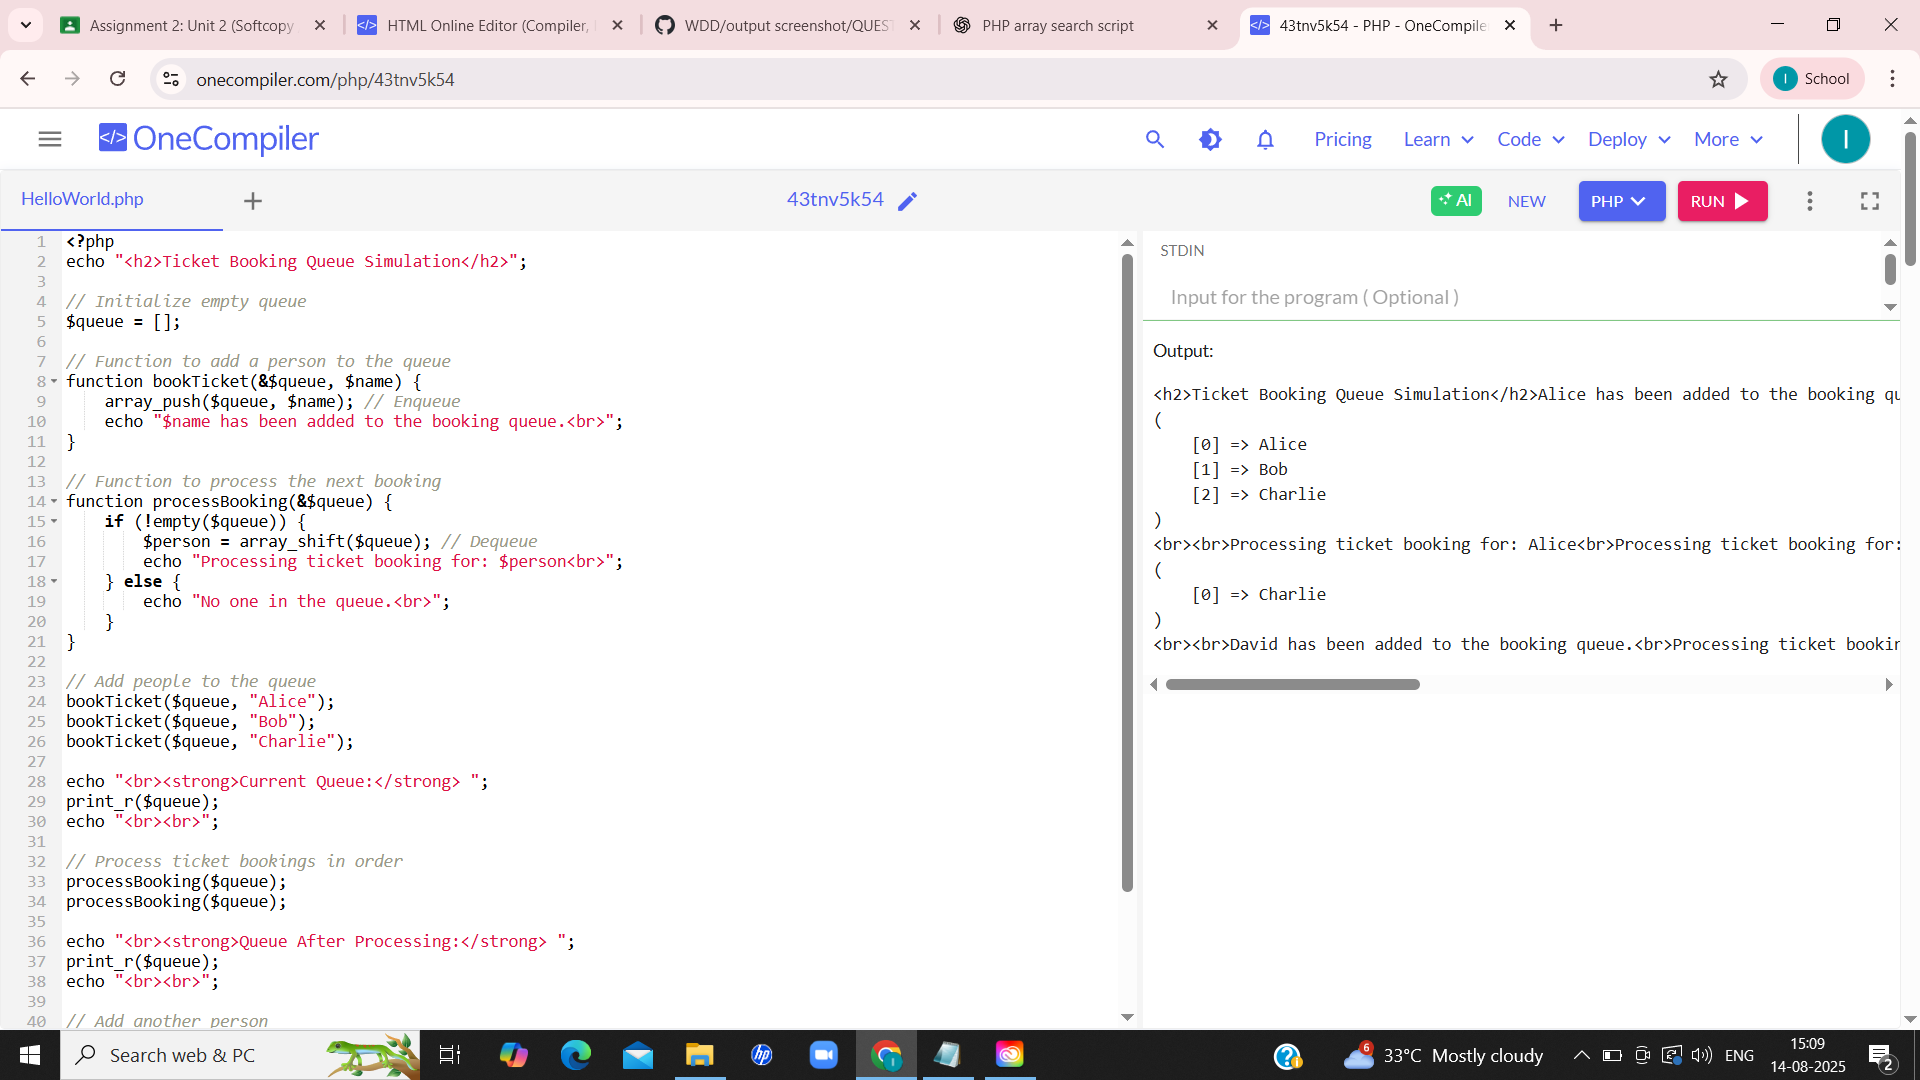 Assignment 2: Unit 2 (Softcopy
HTML Online Editor (Compiler,
WDD/output screenshot/QUEST
PHP array search script
43tnv5k54 - PHP - OneCompile
onecompiler.com/php/43tnv5k54
I School
</> OneCompiler
Pricing
Learn
Code
Deploy
More
I
HelloWorld.php
43tnv5k54
AI
NEW
PHP
RUN
1 <?php
2 echo "<h2>Ticket Booking Queue Simulation</h2>";
3
4 // Initialize empty queue
5 $queue = [];
6
7 // Function to add a person to the queue
8 function bookTicket(&$queue, $name) {
9 array_push($queue, $name); // Enqueue
10 echo "$name has been added to the booking queue.<br>";
11 }
12
13 // Function to process the next booking
14 function processBooking(&$queue) {
15 if (!empty($queue)) {
16 $person = array_shift($queue); // Dequeue
17 echo "Processing ticket booking for: $person<br>";
18 } else {
19 echo "No one in the queue.<br>";
20 }
21 }
22
23 // Add people to the queue
24 bookTicket($queue, "Alice");
25 bookTicket($queue, "Bob");
26 bookTicket($queue, "Charlie");
27
28 echo "<br><strong>Current Queue:</strong> ";
29 print_r($queue);
30 echo "<br><br>";
31
32 // Process ticket bookings in order
33 processBooking($queue);
34 processBooking($queue);
35
36 echo "<br><strong>Queue After Processing:</strong> ";
37 print_r($queue);
38 echo "<br><br>";
39
40 // Add another person
STDIN
Input for the program ( Optional )
Output:
<h2>Ticket Booking Queue Simulation</h2>Alice has been added to the booking qu
(
[0] => Alice
[1] => Bob
[2] => Charlie
)
<br><br>Processing ticket booking for: Alice<br>Processing ticket booking for:
(
[0] => Charlie
)
<br><br>David has been added to the booking queue.<br>Processing ticket bookin
Search web & PC
hp
6
33°C Mostly cloudy
ENG
15:09
14-08-2025
2